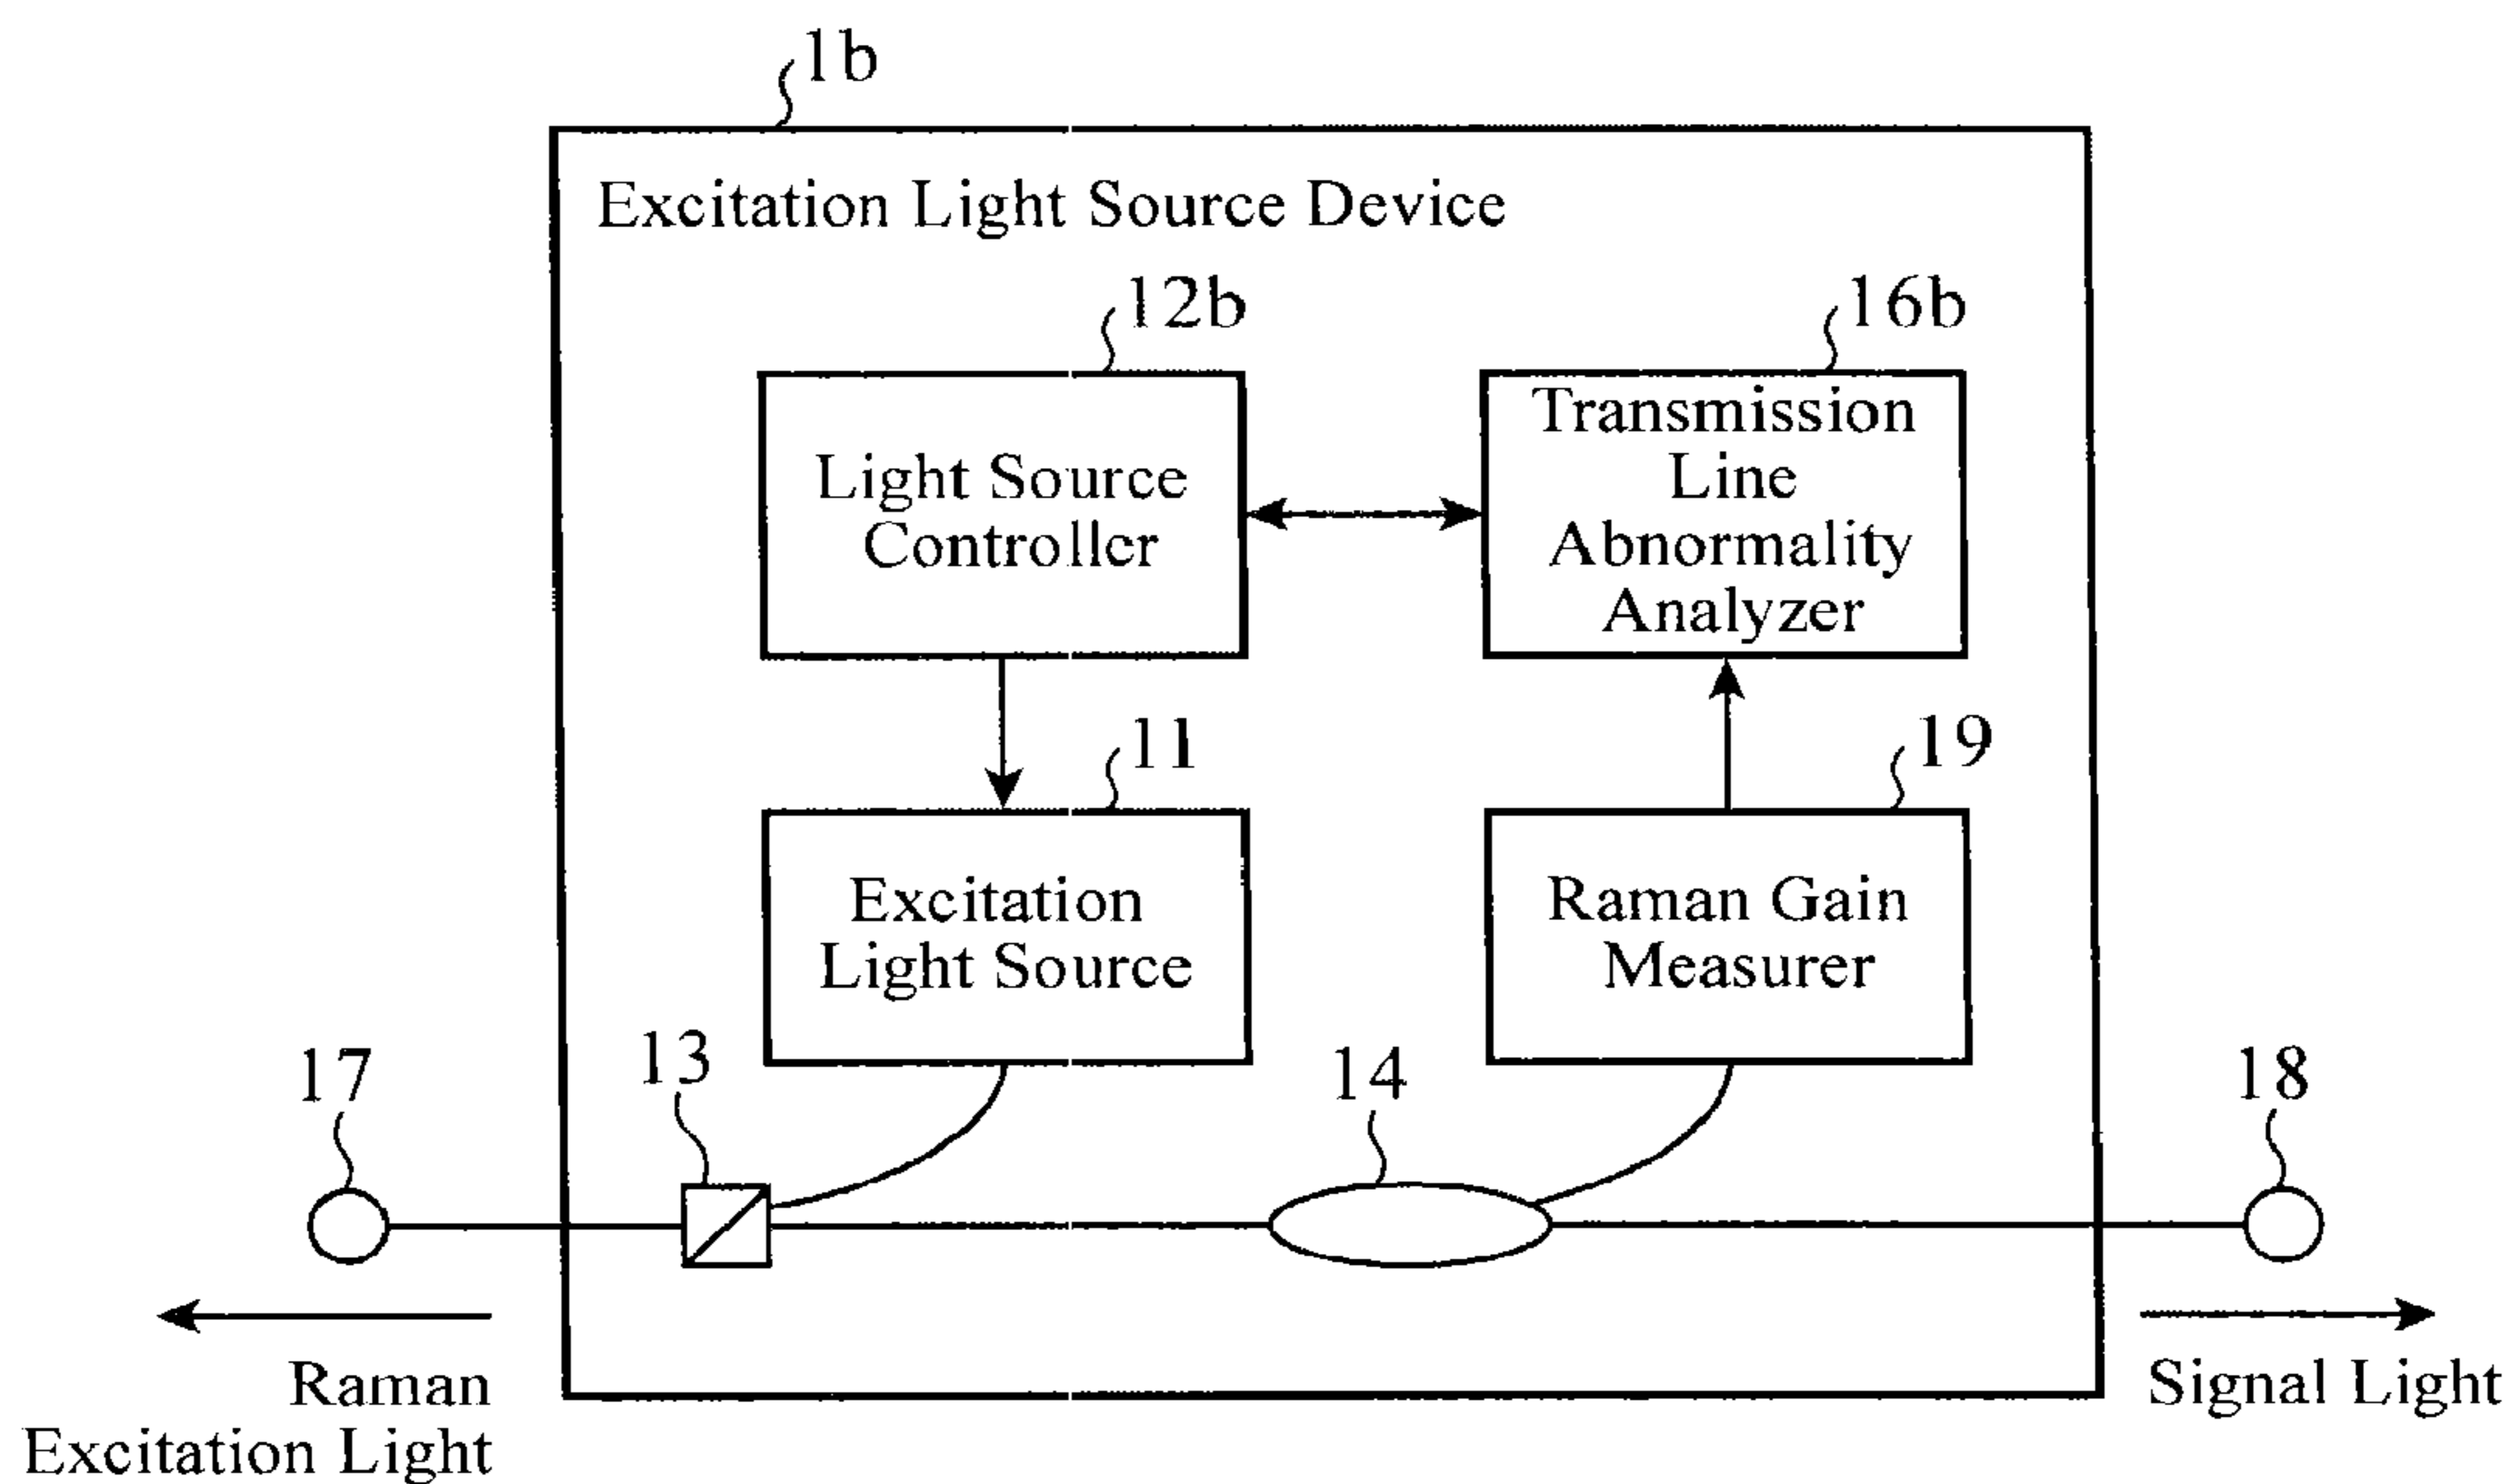 1b
Excitation Light Source Device
12b
16b
Light Source
Controller
Transmission
Line
Abnormality
Analyzer
11
19
Excitation
Light Source
Raman Gain
Measurer
17
13
14
18
Raman
Excitation Light
Signal Light